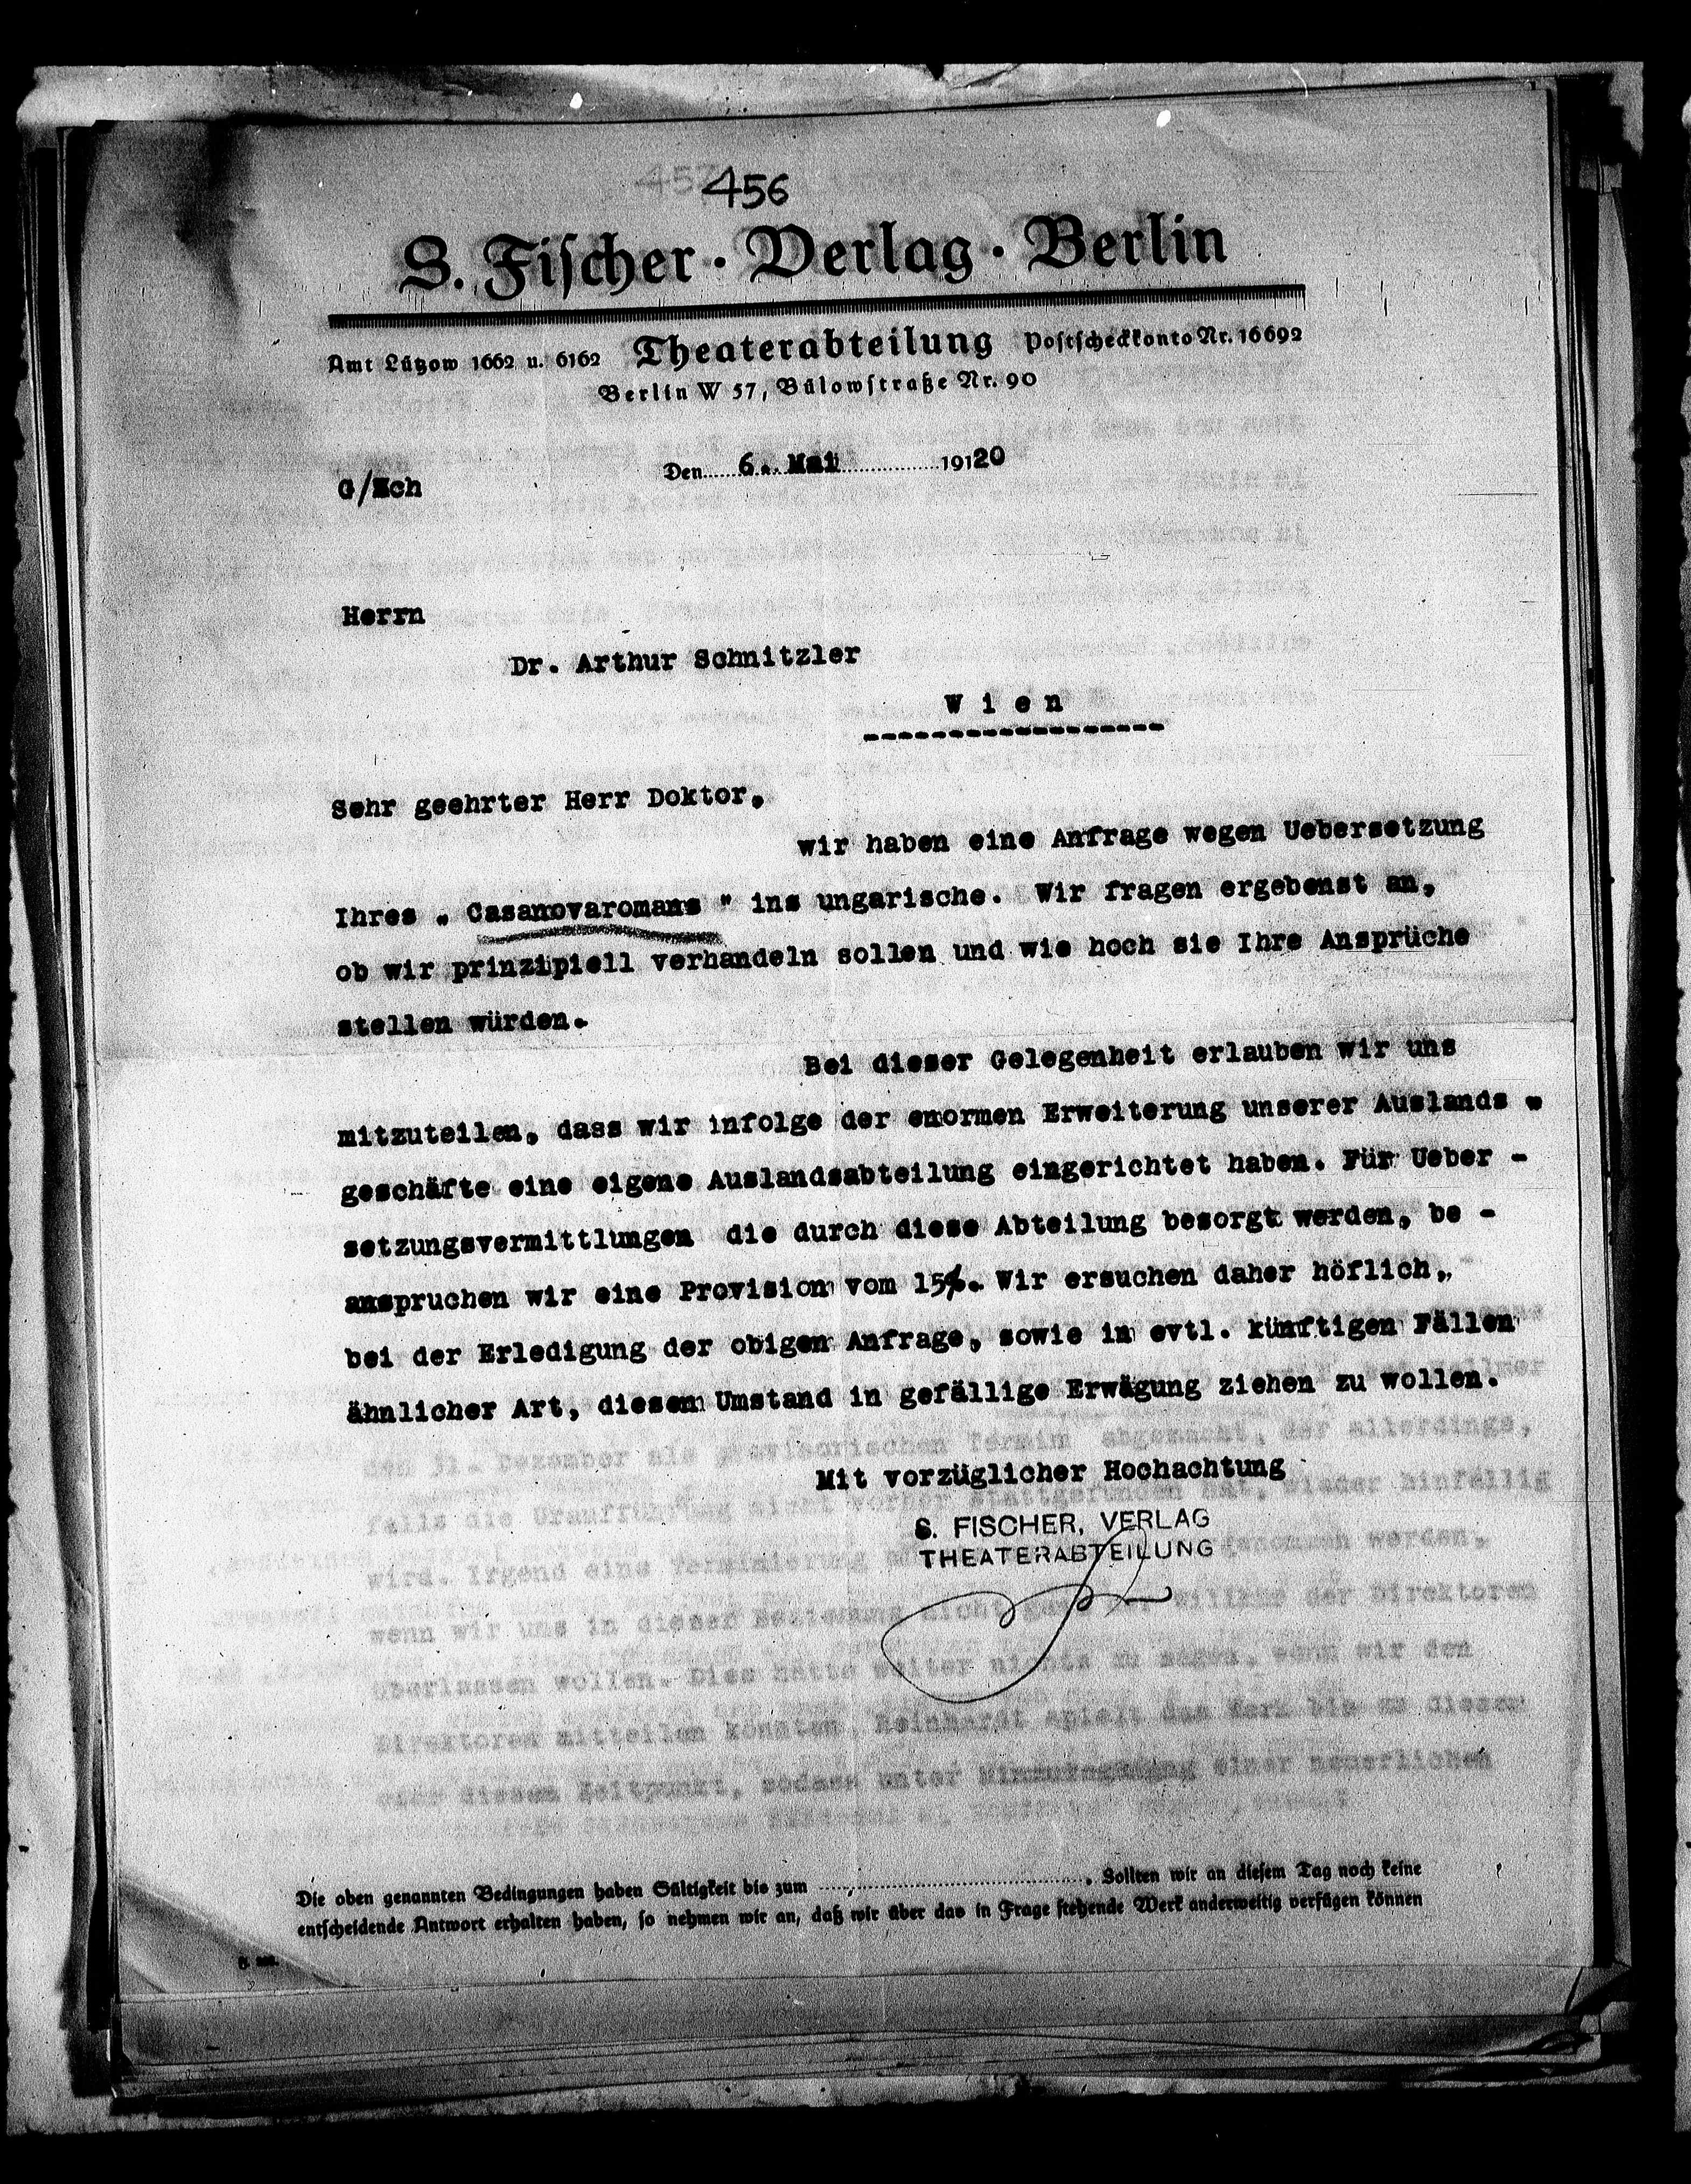 456
S. Fischer · Verlag · Berlin
Amt Lützow 1662 u. 6162 Theaterabteilung Postscheckkonto Nr. 16692
Berlin W 57, Bülowstraße Nr. 90
Den 6. Mai 19120
G/Zch
Herrn
Dr. Arthur Schnitzler
W i e n
Sehr geehrter Herr Doktor,
wir haben eine Anfrage wegen Uebersetzung
Ihres „ Casanovaromans " ins ungarische. Wir fragen ergebenst an,
ob wir prinzipiell verhandeln sollen und wie hoch sie Ihre Ansprüche
stellen würden.
Bei dieser Gelegenheit erlauben wir uns
mitzuteilen, dass wir infolge der enormen Erweiterung unserer Auslands -
geschäfte eine eigene Auslandsabteilung eingerichtet haben. Für Ueber -
setzungsvermittlungen die durch diese Abteilung besorgt werden, be -
anspruchen wir eine Provision vom 15%. Wir ersuchen daher höflich,
bei der Erledigung der obigen Anfrage, sowie in evtl. künftigen Fällen
ähnlicher Art, diesem Umstand in gefällige Erwägung ziehen zu wollen.
Mit vorzüglicher Hochachtung
S. FISCHER, VERLAG
THEATERABTEILUNG
Die oben genannten Bedingungen haben Gültigkeit bis zum ........ . Sollten wir an diesem Tag noch keine
entscheidende Antwort erhalten haben, so nehmen wir an, daß wir über das in Frage stehende Werk anderweitig verfügen können